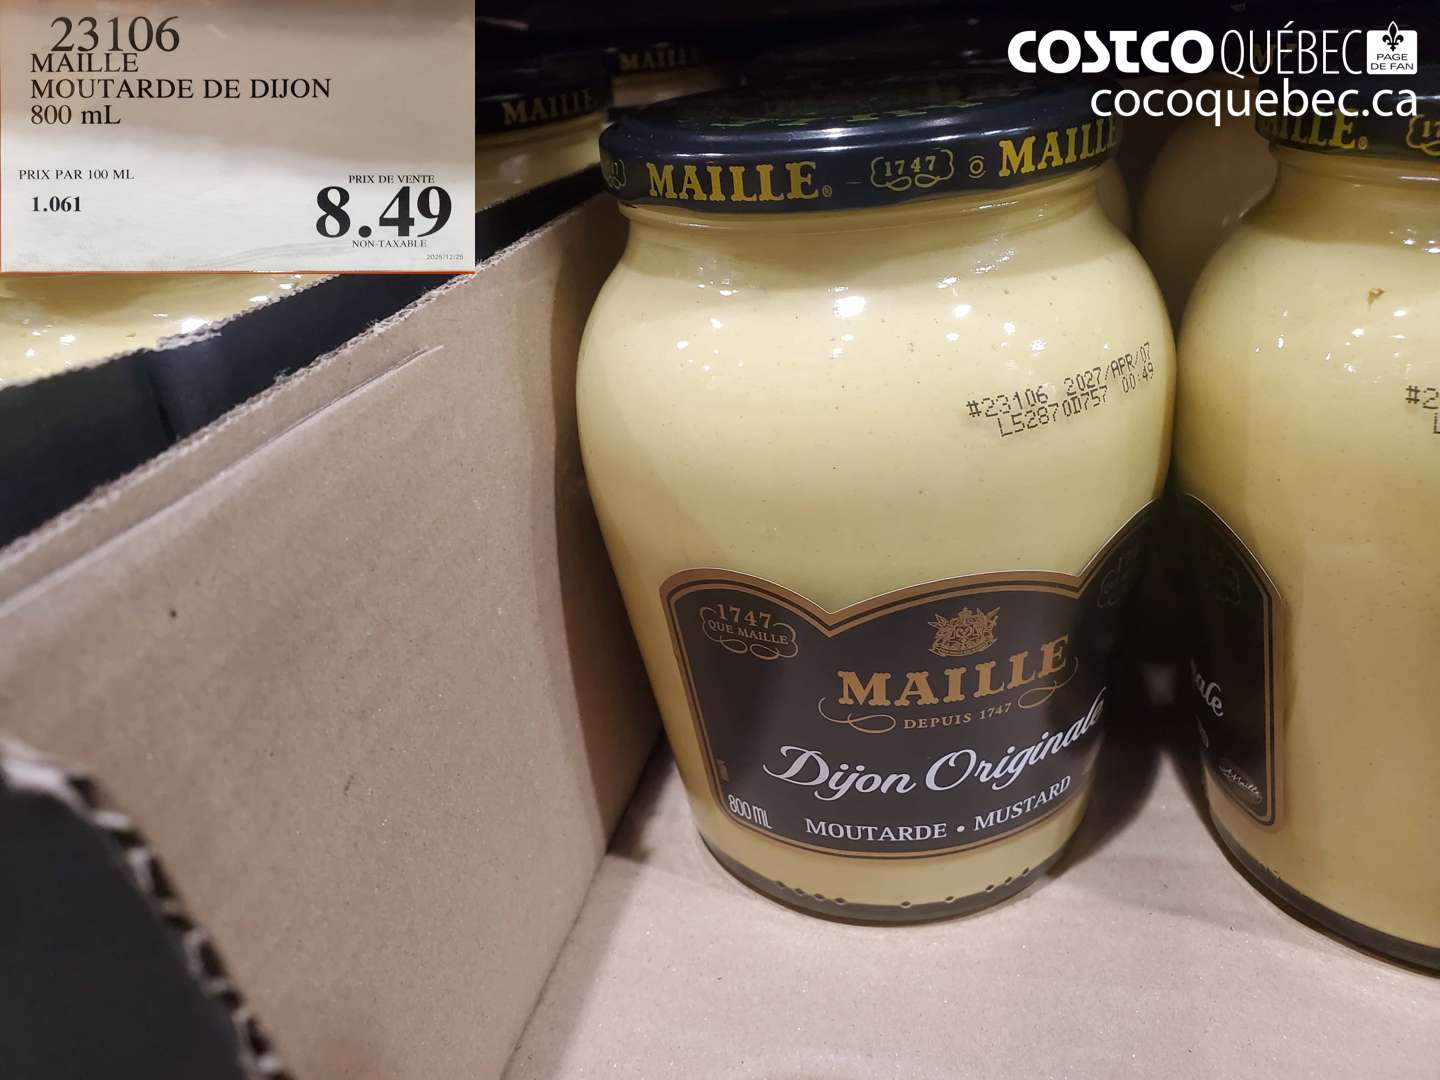 23106
MAILLE
MOUTARDE DE DIJON
800 mL
PRIX PAR 100 ML
1.061
PRIX DE VENTE
8.49
NON-TAXABLE
COSTCO QUÉBEC PAGE DE FAN
cocoquebec.ca
MAILLE
MAILLE
MAILLE® 1747 MAILLE
#23106 2027/APR/07
L52870D757 00:49
1747
QUE MAILLE
MAILLE
DEPUIS 1747
Dijon Originale
800 mL
MOUTARDE • MUSTARD